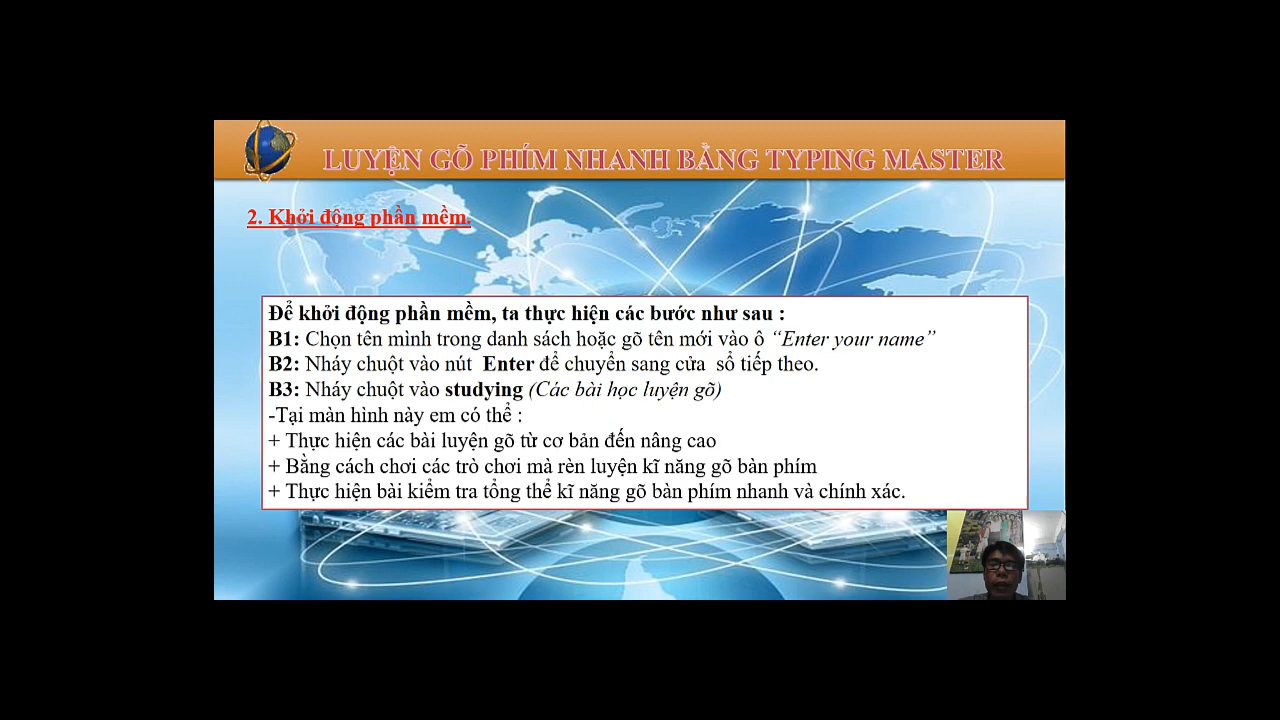 LUYỆN GÕ PHÍM NHANH BẰNG TYPING MASTER
2. Khởi động phần mềm.
Để khởi động phần mềm, ta thực hiện các bước như sau :
B1: Chọn tên mình trong danh sách hoặc gõ tên mới vào ô “Enter your name”
B2: Nháy chuột vào nút Enter để chuyển sang cửa sổ tiếp theo.
B3: Nháy chuột vào studying (Các bài học luyện gõ)
-Tại màn hình này em có thể :
+ Thực hiện các bài luyện gõ từ cơ bản đến nâng cao
+ Bằng cách chơi các trò chơi mà rèn luyện kĩ năng gõ bàn phím
+ Thực hiện bài kiểm tra tổng thể kĩ năng gõ bàn phím nhanh và chính xác.